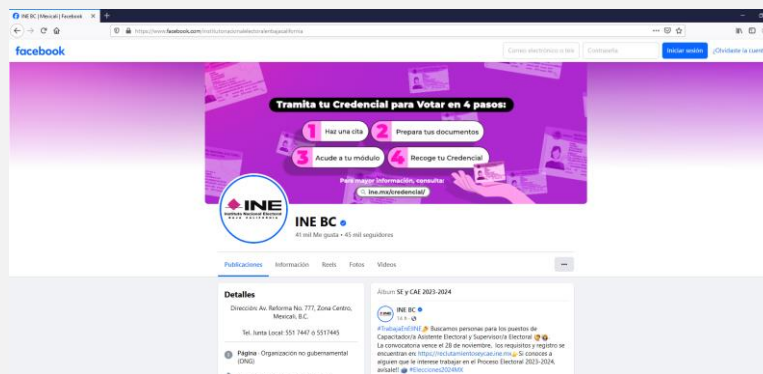 INE BC | Mexicali | Facebook
https://www.facebook.com/institutonacionalelectoralenbajacalifornia
facebook
Correo electrónico o telé
Contraseña
Iniciar sesión
¿Olvidaste la cuent
Tramita tu Credencial para Votar en 4 pasos:
1 Haz una cita
2 Prepara tus documentos
3 Acude a tu módulo
4 Recoge tu Credencial
Para mayor información, consulta:
ine.mx/credencial/
INE
Instituto Nacional Electoral
BAJA CALIFORNIA
INE BC
41 mil Me gusta • 45 mil seguidores
Publicaciones Información Reels Fotos Videos
Detalles
Dirección: Av. Reforma No. 777, Zona Centro,
Mexicali, B.C.
Tel. Junta Local: 551 7447 ó 5517445
Página · Organización no gubernamental
(ONG)
Álbum SE y CAE 2023-2024
INE BC
#TrabajaEnElINE Buscamos personas para los puestos de
Capacitador/a Asistente Electoral y Supervisor/a Electoral
La convocatoria vence el 28 de noviembre, los requisitos y registro se
encuentran en: https://reclutamientoseycae.ine.mx Si conoces a
alguien que le interese trabajar en el Proceso Electoral 2023-2024,
avísale!! #Elecciones2024MX